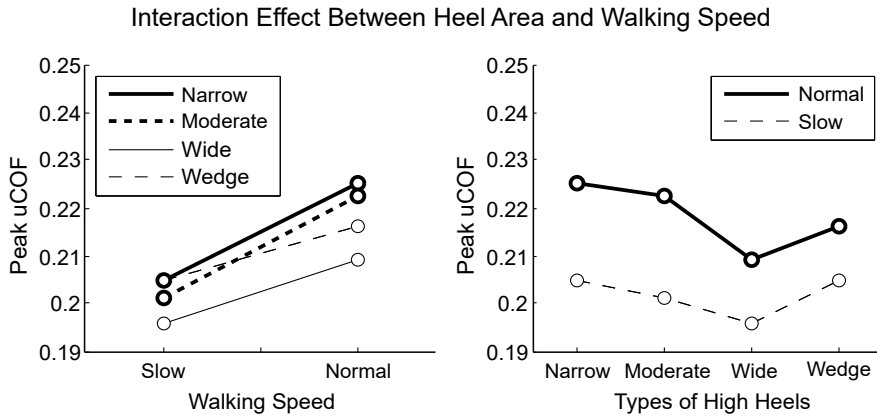 Interaction Effect Between Heel Area and Walking Speed
Peak uCOF
0.25
0.24
0.23
0.22
0.21
0.2
0.19
Narrow
Moderate
Wide
Wedge
Slow
Normal
Walking Speed
Peak uCOF
0.25
0.24
0.23
0.22
0.21
0.2
0.19
Normal
Slow
Narrow
Moderate
Wide
Wedge
Types of High Heels